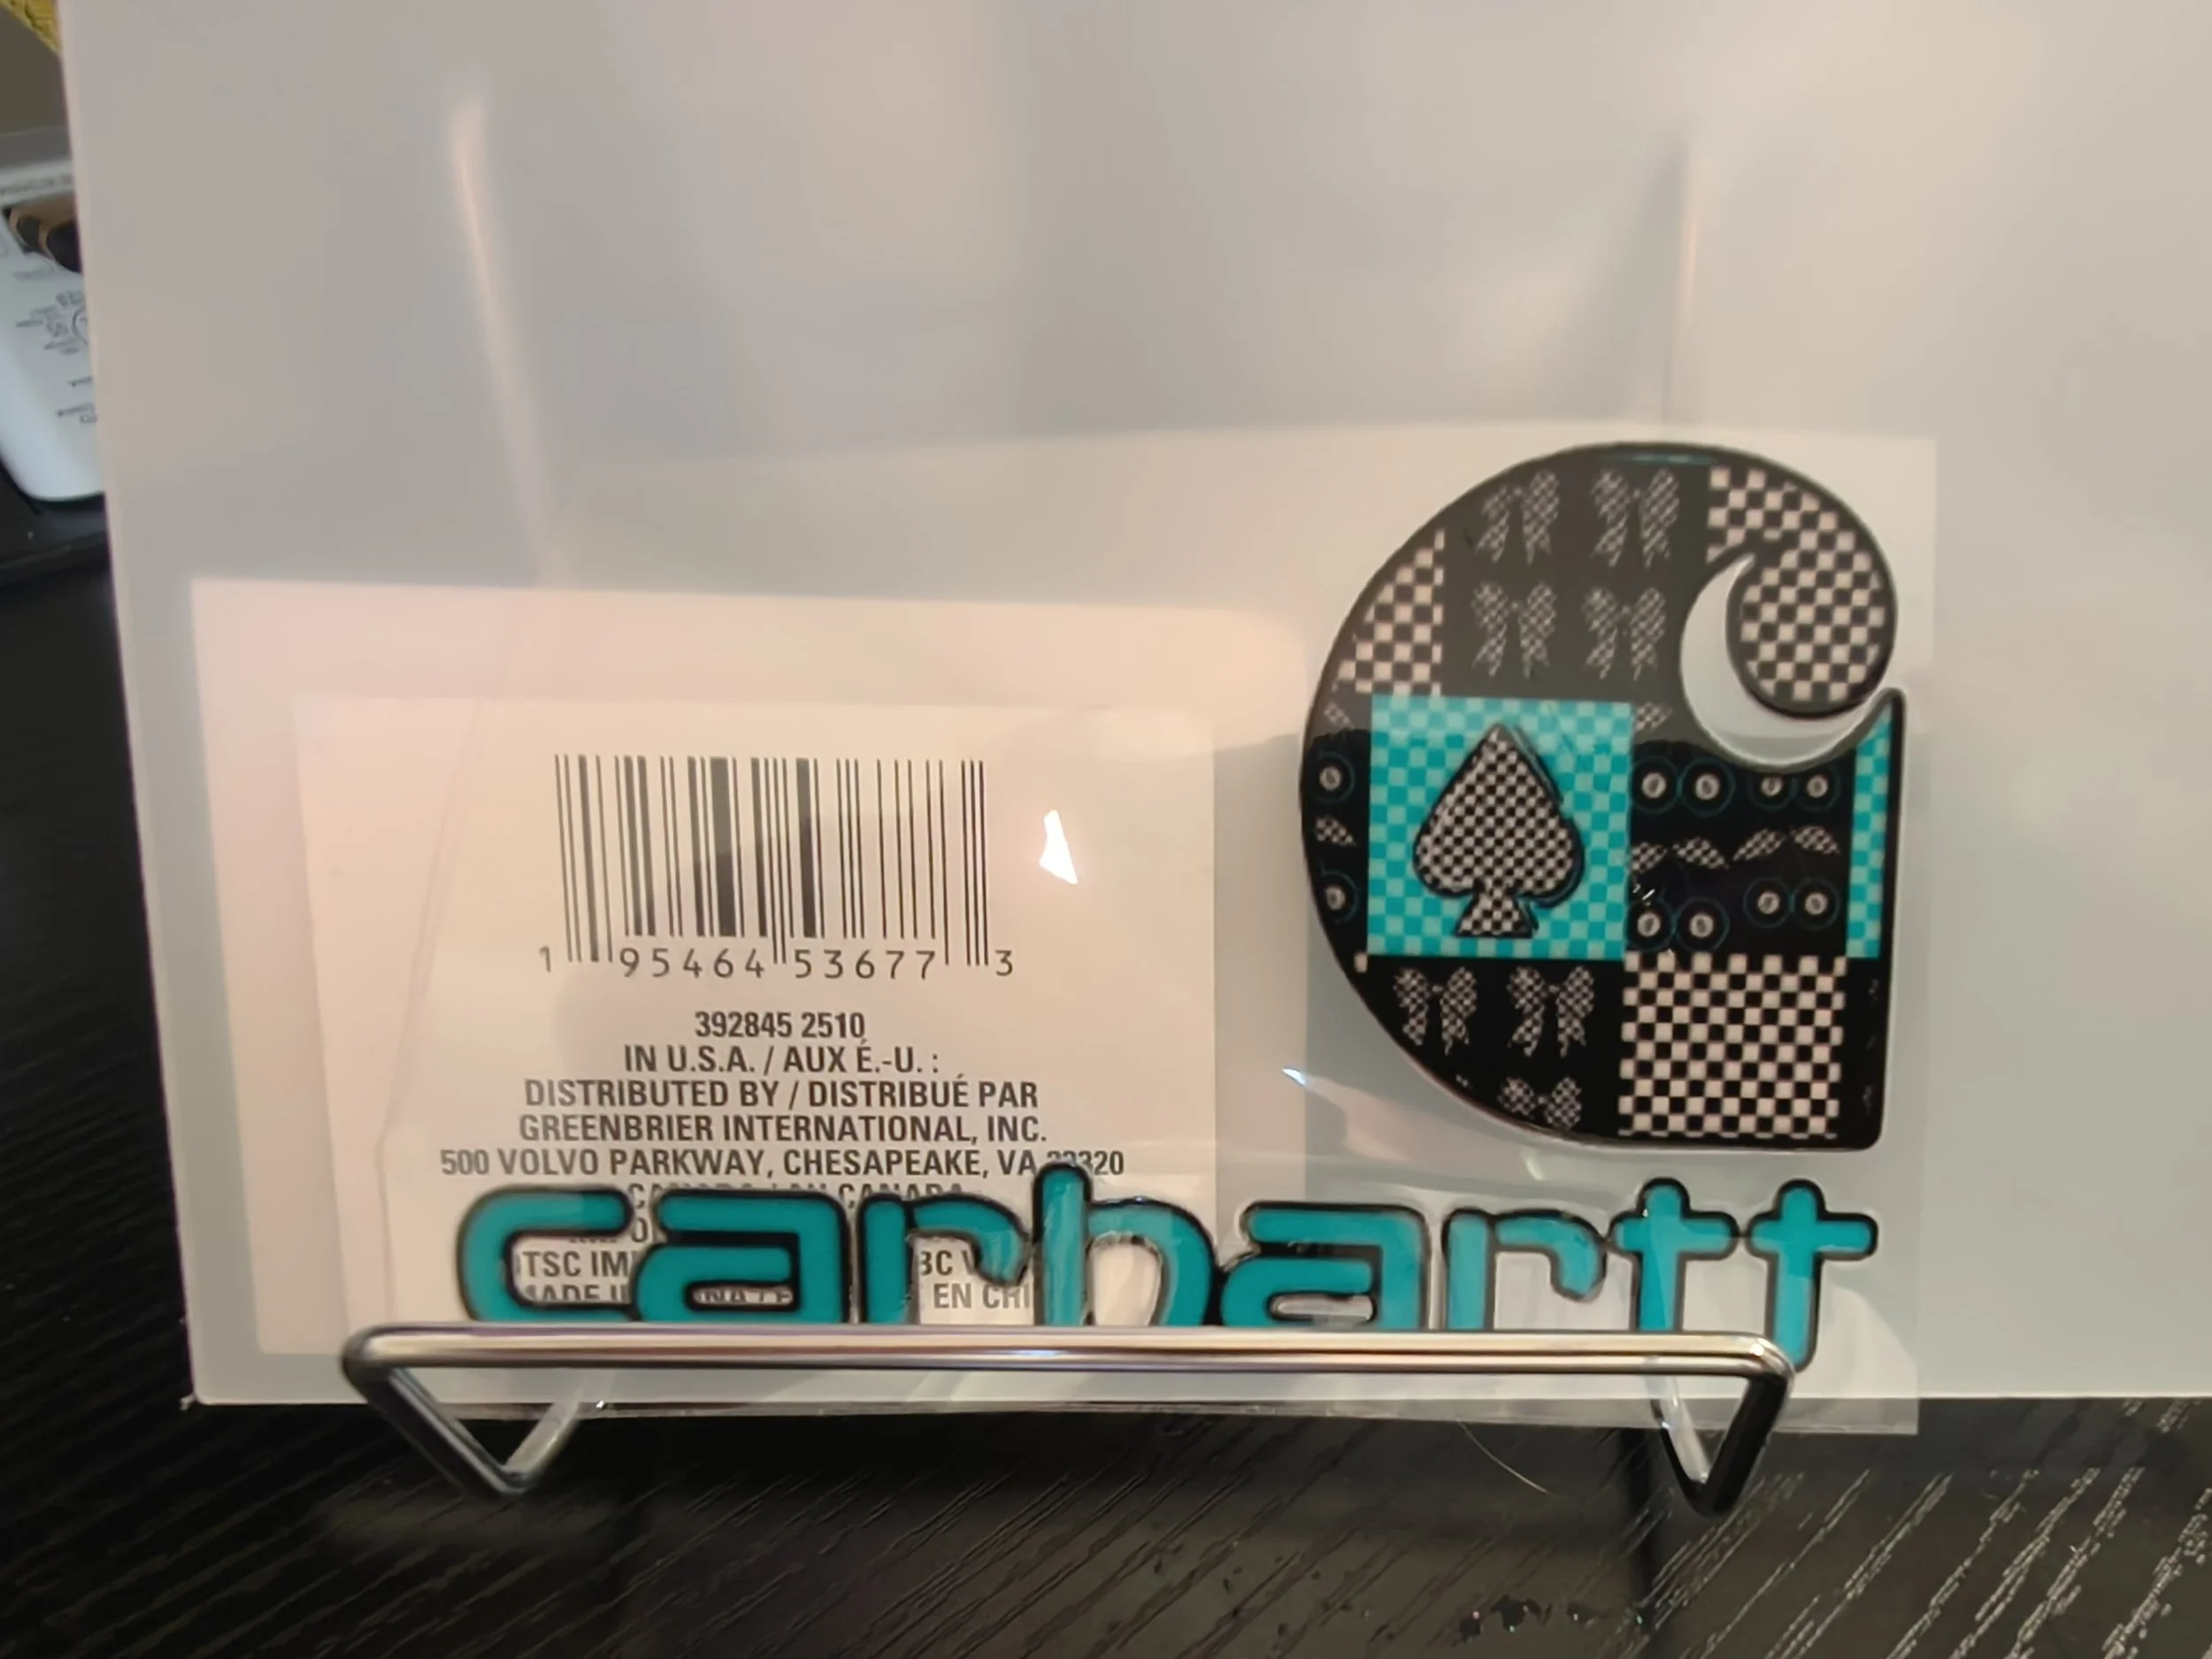 1 95464 53677 3
392845 2510
IN U.S.A. / AUX É.-U. :
DISTRIBUTED BY / DISTRIBUÉ PAR
GREENBRIER INTERNATIONAL, INC.
500 VOLVO PARKWAY, CHESAPEAKE, VA
EN
carhartt